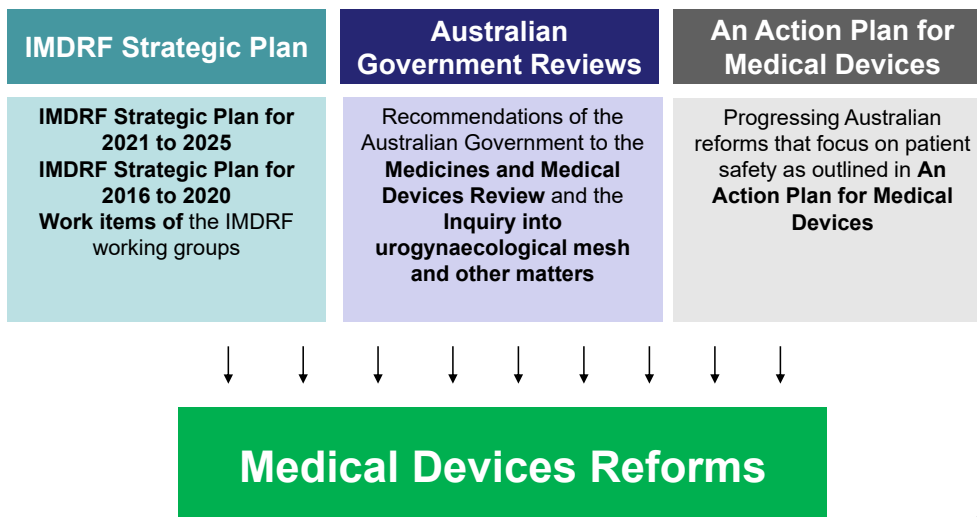 IMDRF Strategic Plan
IMDRF Strategic Plan for
2021 to 2025
IMDRF Strategic Plan for
2016 to 2020
Work items of the IMDRF
working groups
Australian
Government Reviews
Recommendations of the
Australian Government to the
Medicines and Medical
Devices Review and the
Inquiry into
urogynaecological mesh
and other matters
An Action Plan for
Medical Devices
Progressing Australian
reforms that focus on patient
safety as outlined in An
Action Plan for Medical
Devices
Medical Devices Reforms